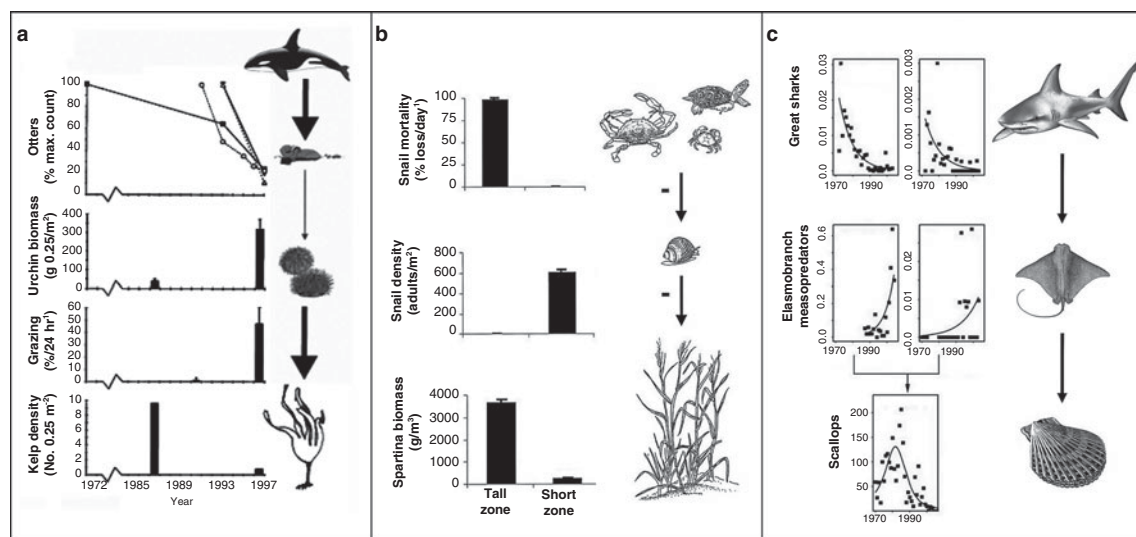 a
Otters
(% max. count)
100
80
60
40
20
0
Urchin biomass
(g 0.25/m²)
400
300
200
100
0
Grazing
(%/24 hr⁻¹)
60
50
40
30
20
10
0
Kelp density
(No. 0.25 m⁻²)
10
8
6
4
2
0
1972 1985 1989 1993 1997
Year
b
Snail mortality
(% loss/day¹)
100
75
50
25
0
Snail density
(adults/m²)
800
600
400
200
0
Spartina biomass
(g/m³)
4000
3000
2000
1000
0
Tall
zone
Short
zone
c
Great sharks
0.03
0.02
0.01
0.0
1970 1990
0.003
0.002
0.001
0.0
1970 1990
Elasmobranch
measopredators
0.6
0.4
0.2
0.0
1970 1990
0.02
0.01
0.0
1970 1990
Scallops
200
150
100
50
1970 1990